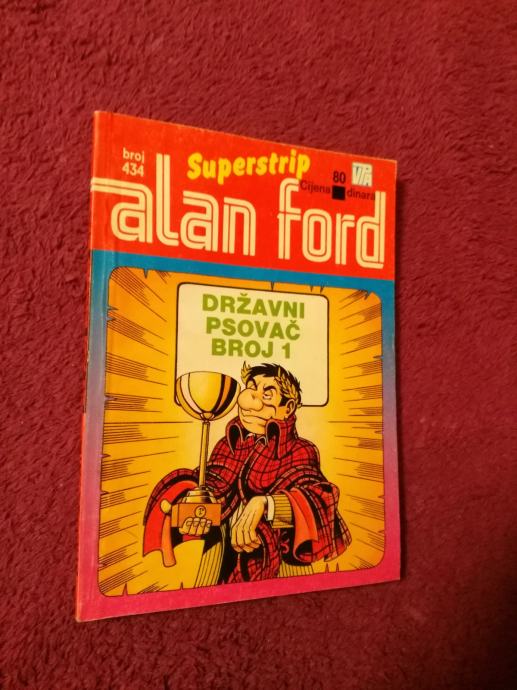 broj
434
Superstrip
80
Cijena dinara
alan ford
DRŽAVNI
PSOVAČ
BROJ 1